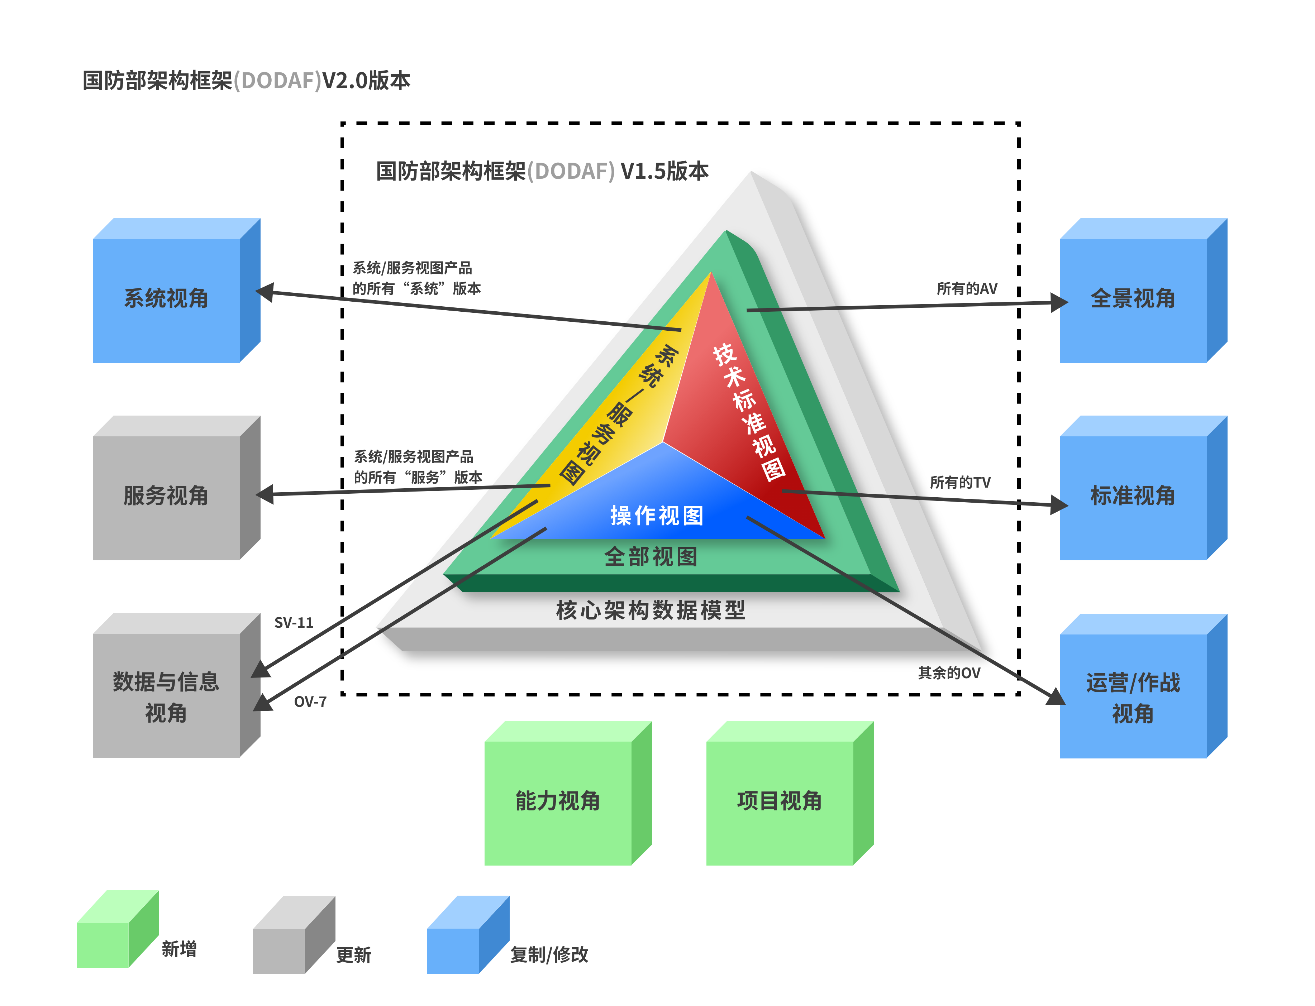 国防部架构框架(DODAF)V2.0版本
国防部架构框架(DODAF) V1.5版本
系统视角
系统/服务视图产品
的所有“系统”版本
所有的AV
全景视角
系统/服务视图
技术标准视图
服务视角
系统/服务视图产品
的所有“服务”版本
所有的TV
标准视角
操作视图
全部视图
核心架构数据模型
SV-11
数据与信息
视角
OV-7
其余的OV
运营/作战
视角
能力视角
项目视角
新增
更新
复制/修改